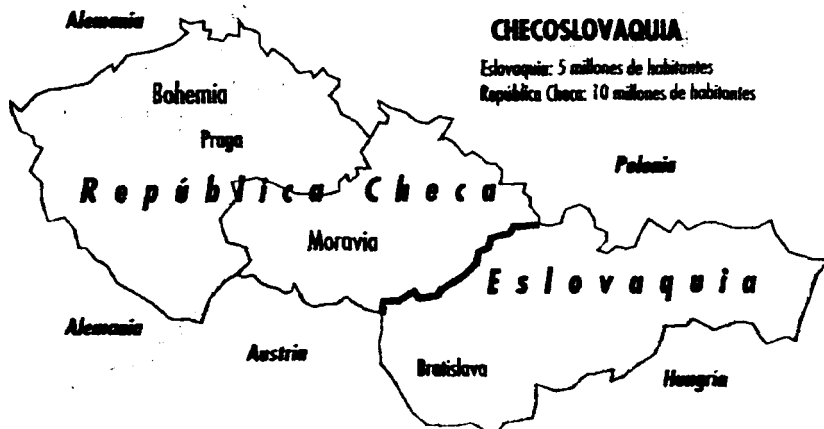 Alemania
CHECOSLOVAQUIA
Eslovaquia: 5 millones de habitantes
República Checa: 10 millones de habitantes
Bohemia
Praga
Polonia
República Checa
Moravia
Eslovaquia
Alemania
Austria
Bratislava
Hungría